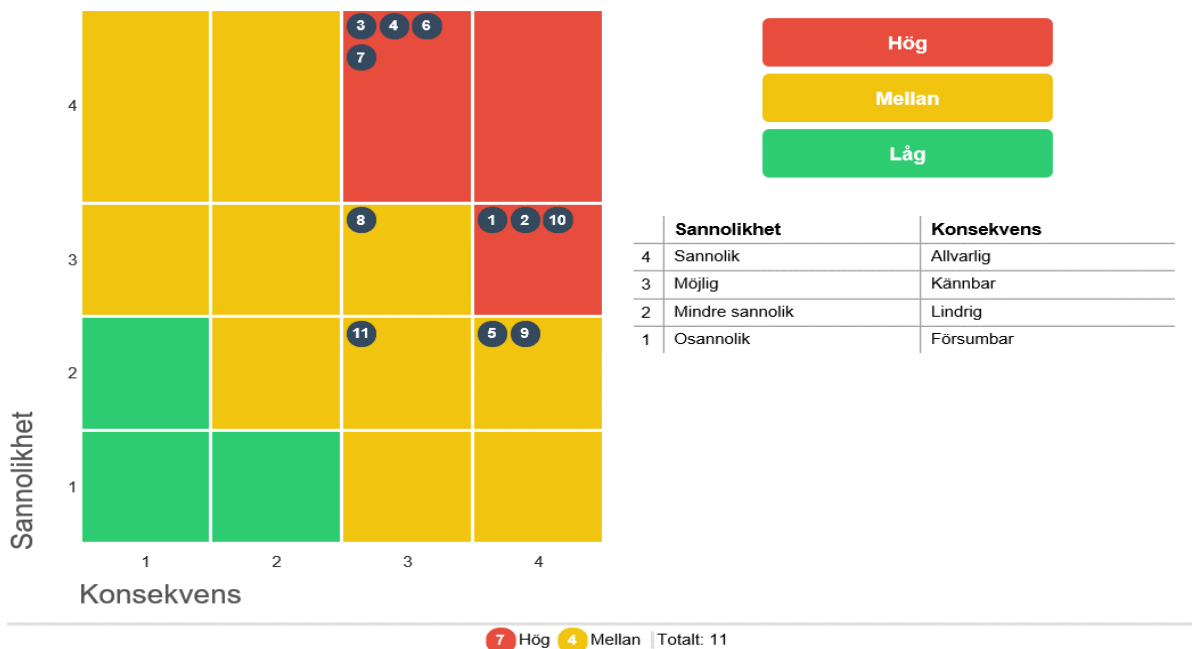 3 4 6
7
4
8
1 2 10
3
11
5 9
2
1
1 2 3 4
Sannolikhet
Konsekvens
Hög
Mellan
Låg
Sannolikhet Konsekvens
4 Sannolik Allvarlig
3 Möjlig Kännbar
2 Mindre sannolik Lindrig
1 Osannolik Försumbar
7 Hög 4 Mellan Totalt: 11